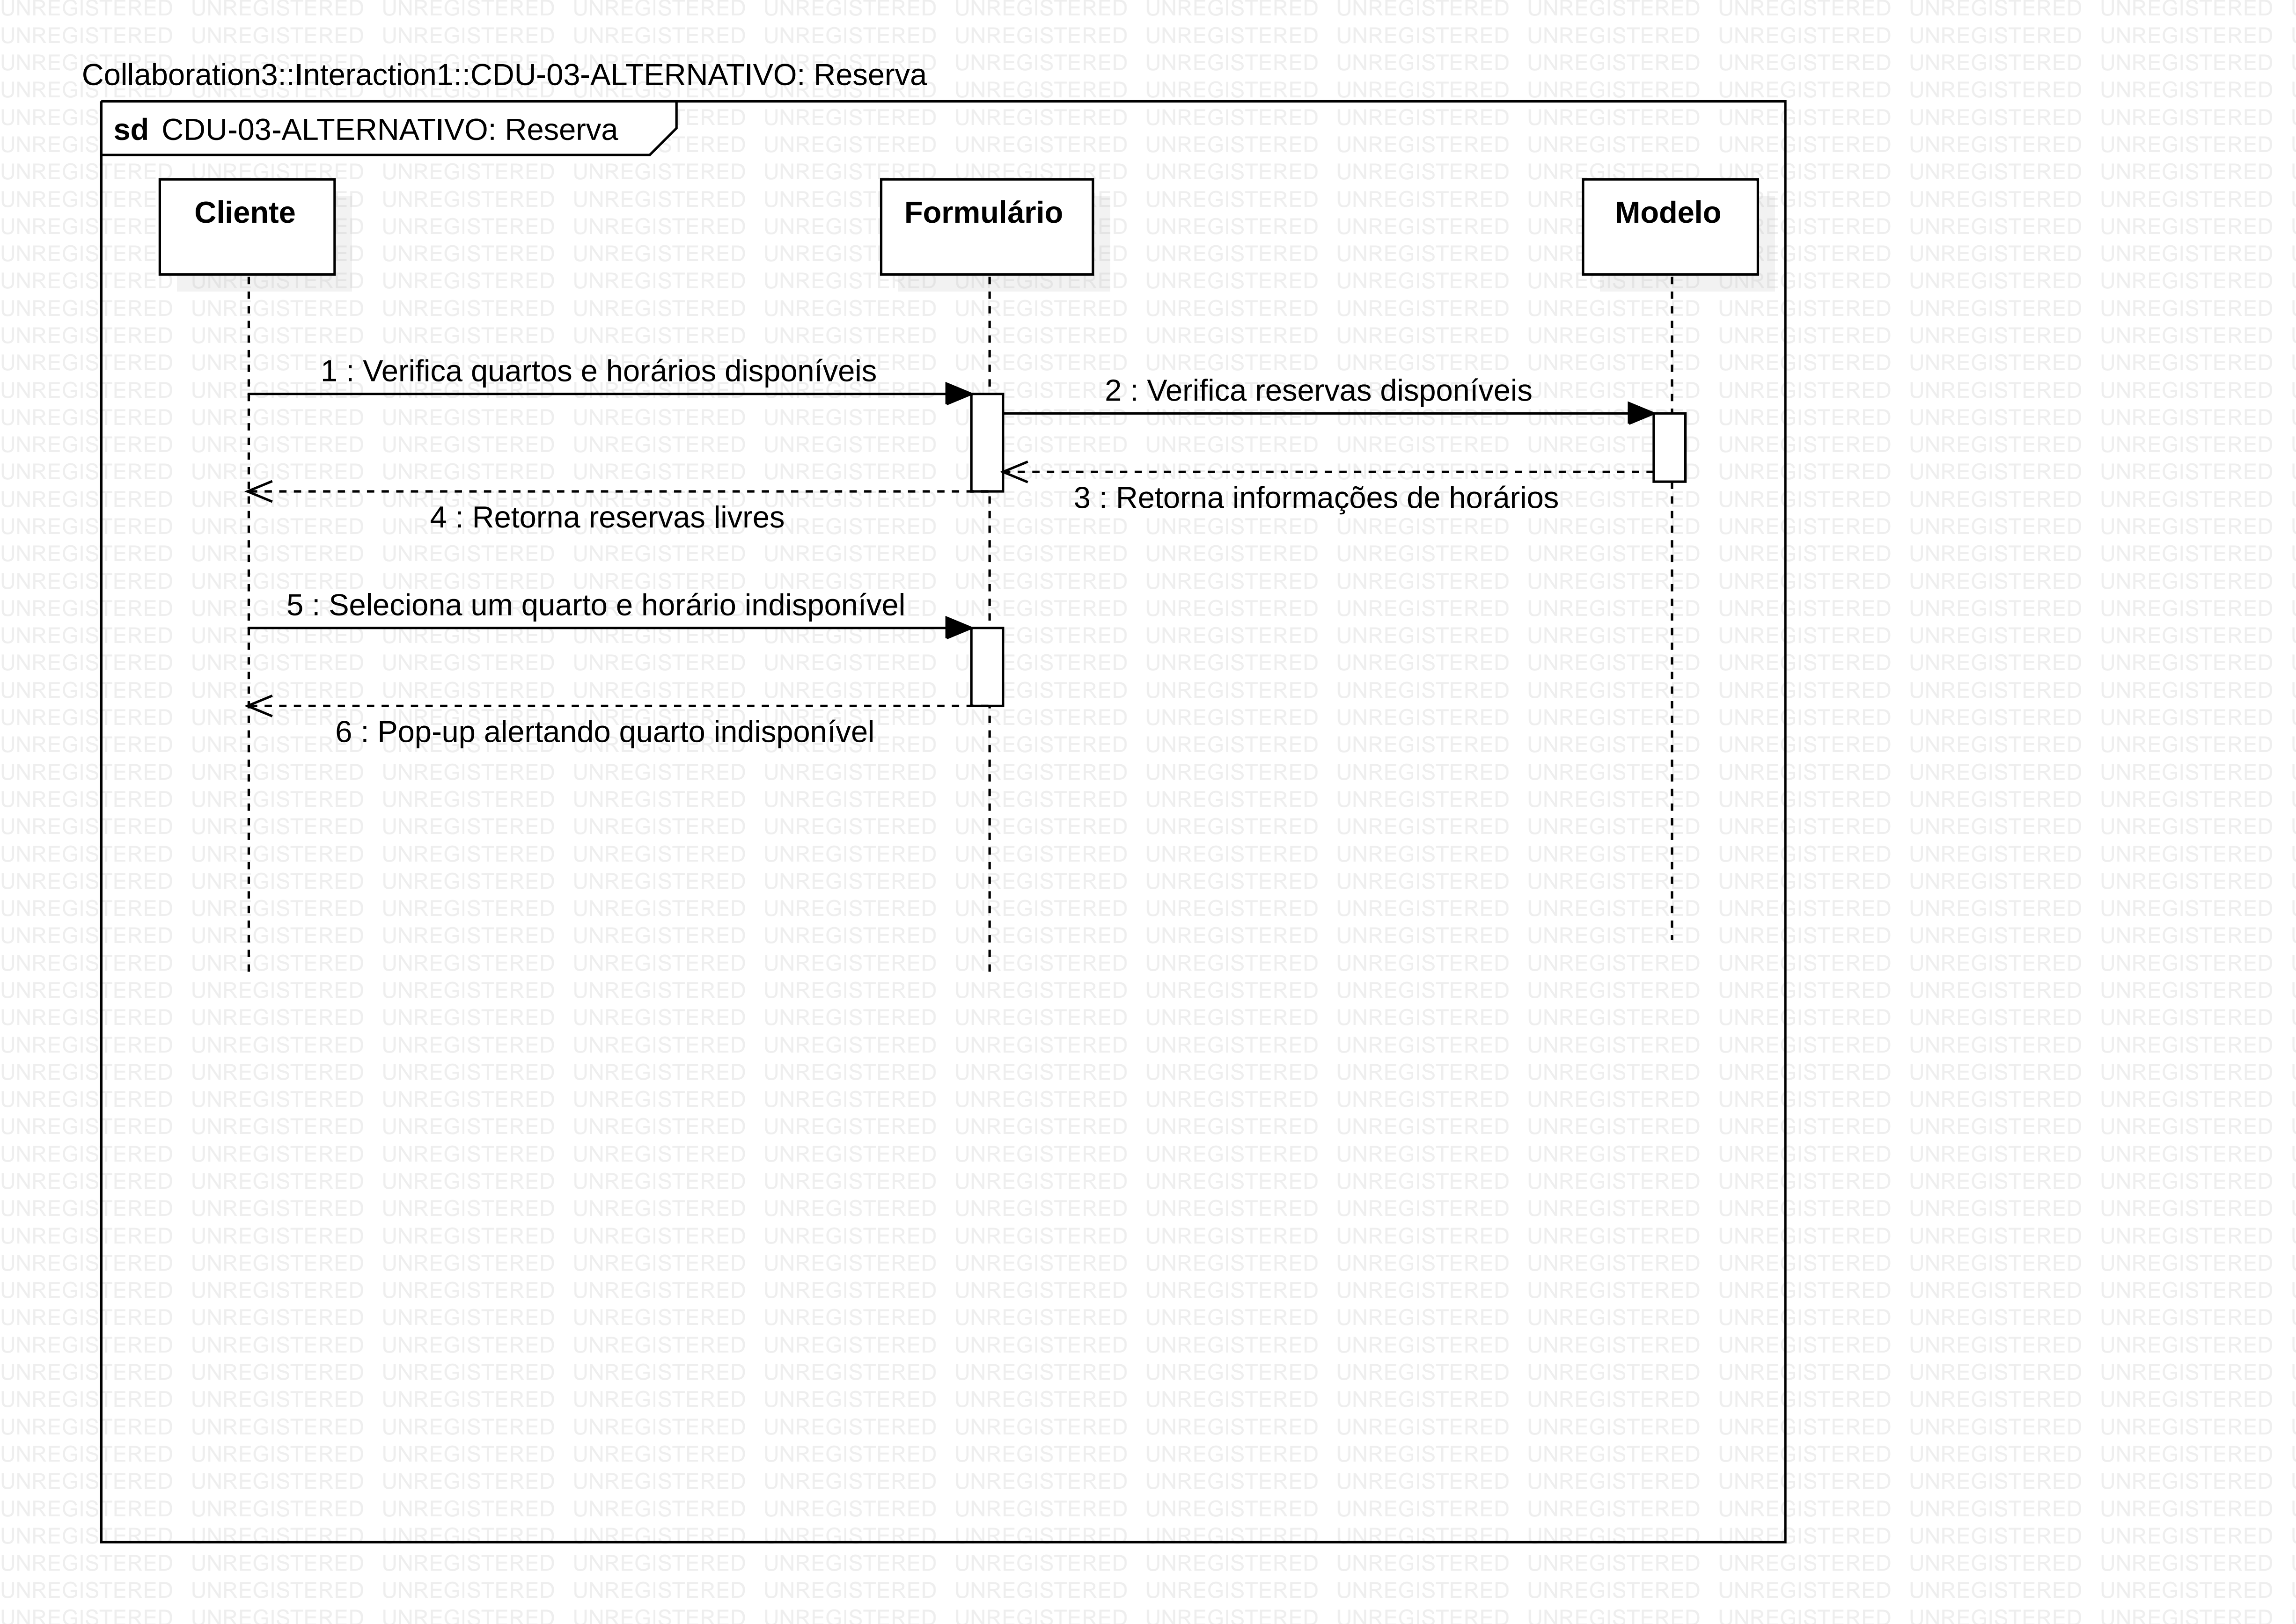 Collaboration3::Interaction1::CDU-03-ALTERNATIVO: Reserva
sd CDU-03-ALTERNATIVO: Reserva
Cliente
Formulário
Modelo
1 : Verifica quartos e horários disponíveis
2 : Verifica reservas disponíveis
3 : Retorna informações de horários
4 : Retorna reservas livres
5 : Seleciona um quarto e horário indisponível
6 : Pop-up alertando quarto indisponível
UNREGISTERED